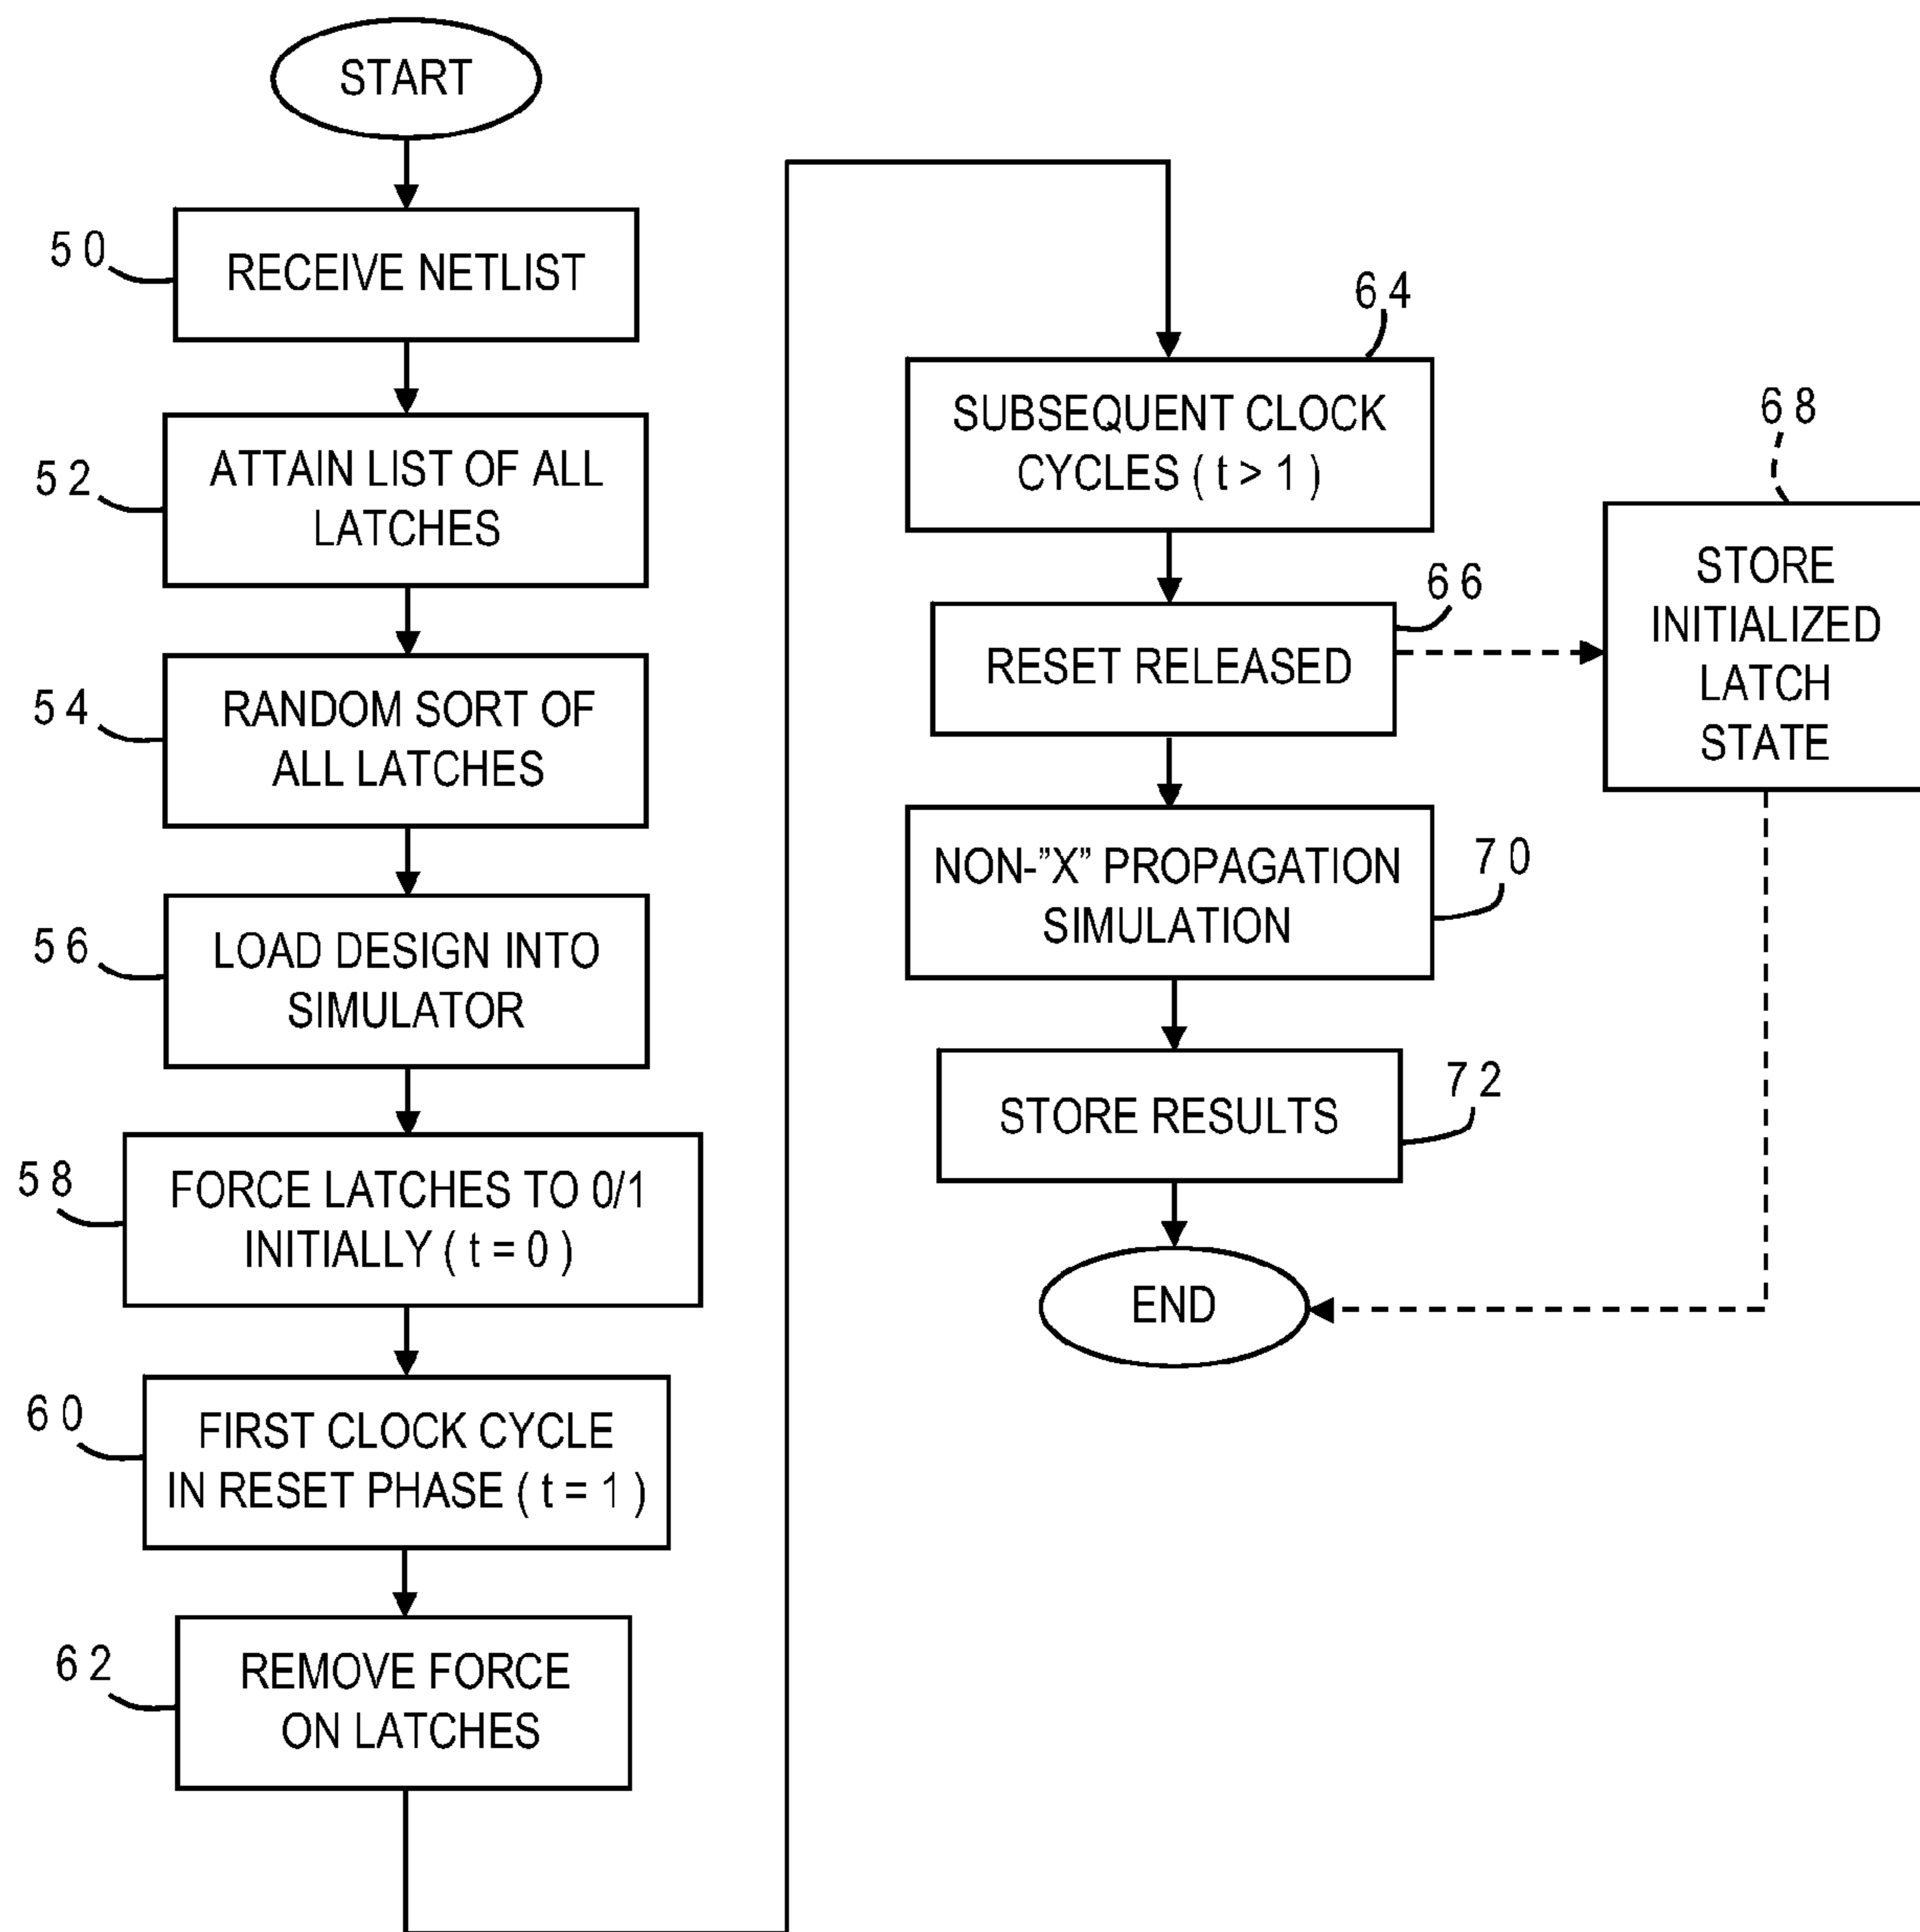 START
50
RECEIVE NETLIST
52
ATTAIN LIST OF ALL
LATCHES
54
RANDOM SORT OF
ALL LATCHES
56
LOAD DESIGN INTO
SIMULATOR
58
FORCE LATCHES TO 0/1
INITIALLY ( t = 0 )
60
FIRST CLOCK CYCLE
IN RESET PHASE ( t = 1 )
62
REMOVE FORCE
ON LATCHES
64
SUBSEQUENT CLOCK
CYCLES ( t > 1 )
66
RESET RELEASED
68
STORE
INITIALIZED
LATCH
STATE
70
NON-”X” PROPAGATION
SIMULATION
72
STORE RESULTS
END